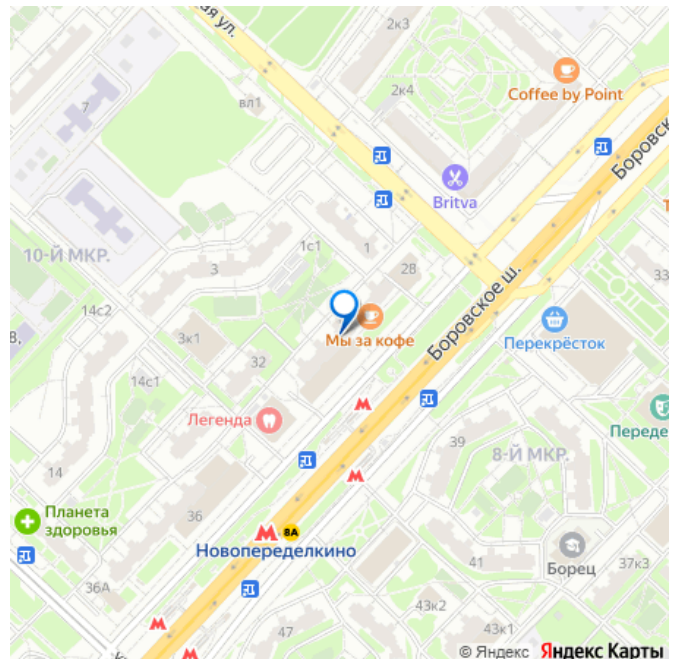 ая ул.
2к3
Coffee by Point
2к4
7
вл1
Britva
Боровск
10-Й МКР.
1с1
1
3
28
33
14с2
Мы за кофе
Боровское ш.
Перекрёсток
3к1
32
14с1
Легенда
Переде
39
8-Й МКР.
14
Планета
здоровья
36
8А
Новопеределкино
Борец
37к3
41
36А
43к2
47
43к1
© Яндекс Яндекс Карты